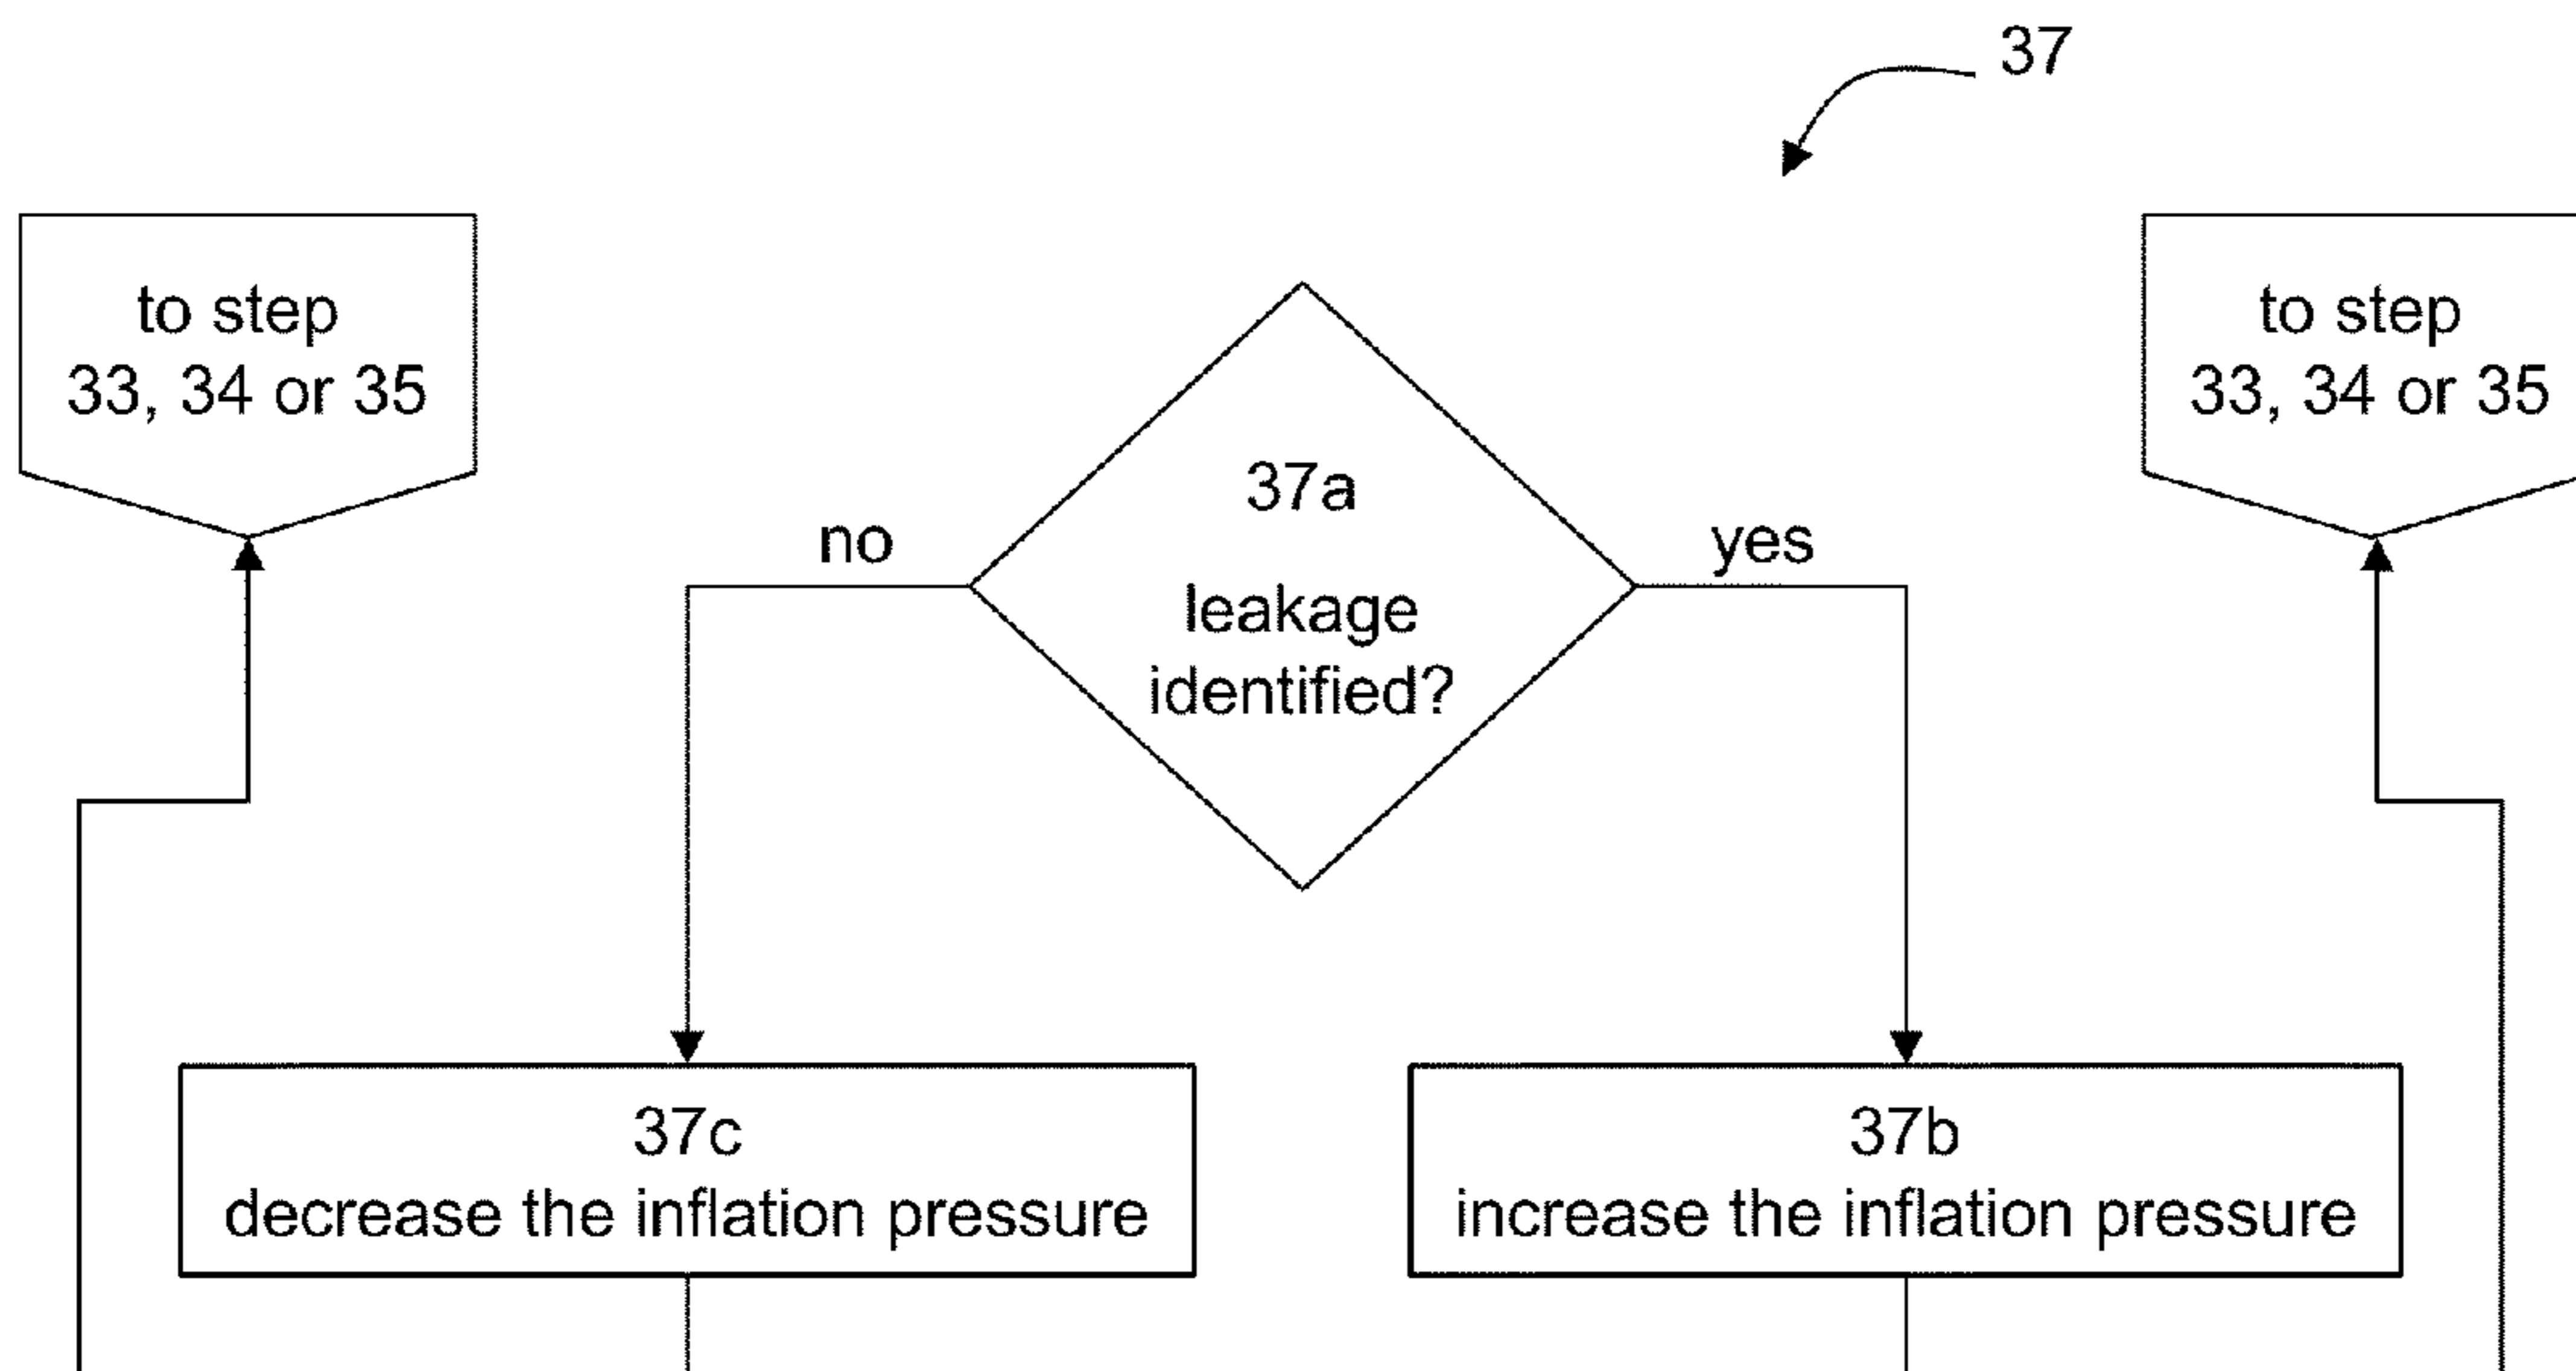 37
to step
33, 34 or 35
to step
33, 34 or 35
37a
leakage
identified?
no
yes
37c
decrease the inflation pressure
37b
increase the inflation pressure